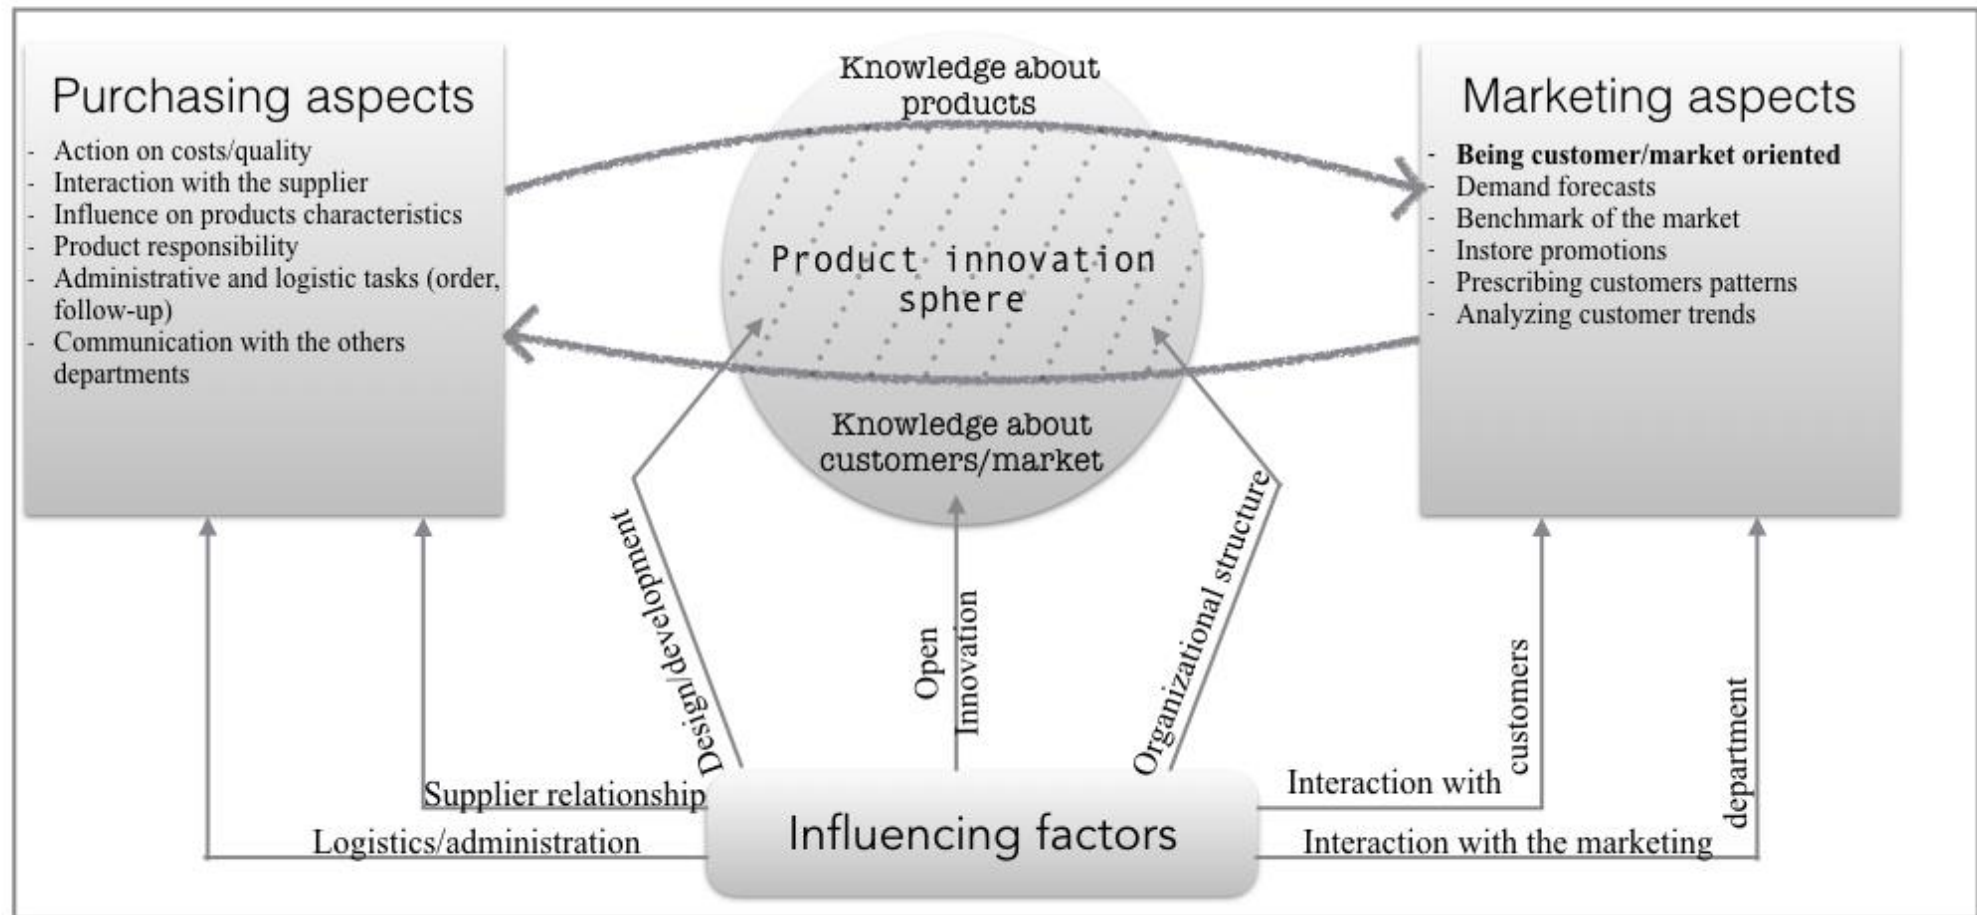 Purchasing aspects
- Action on costs/quality
- Interaction with the supplier
- Influence on products characteristics
- Product responsibility
- Administrative and logistic tasks (order,
follow-up)
- Communication with the others
departments
Knowledge about
products
Product innovation
sphere
Knowledge about
customers/market
Marketing aspects
- Being customer/market oriented
- Demand forecasts
- Benchmark of the market
- Instore promotions
- Prescribing customers patterns
- Analyzing customer trends
Design/development
Open
Innovation
Organizational structure
Supplier relationship
Logistics/administration
Influencing factors
Interaction with
customers
Interaction with the marketing
department